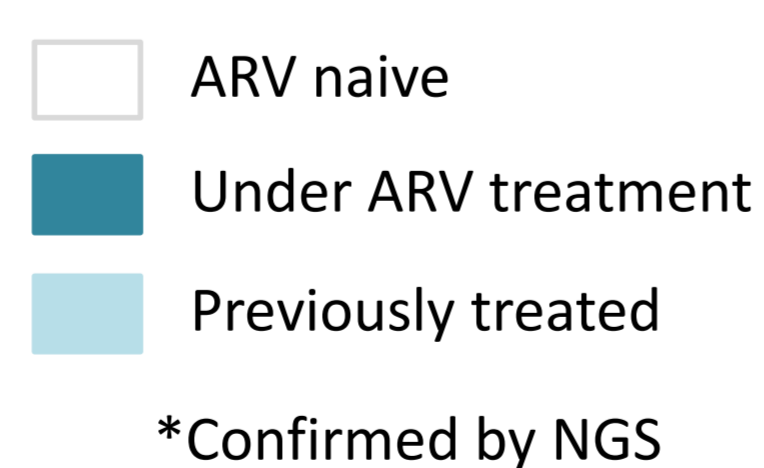 ARV naive
Under ARV treatment
Previously treated
*Confirmed by NGS